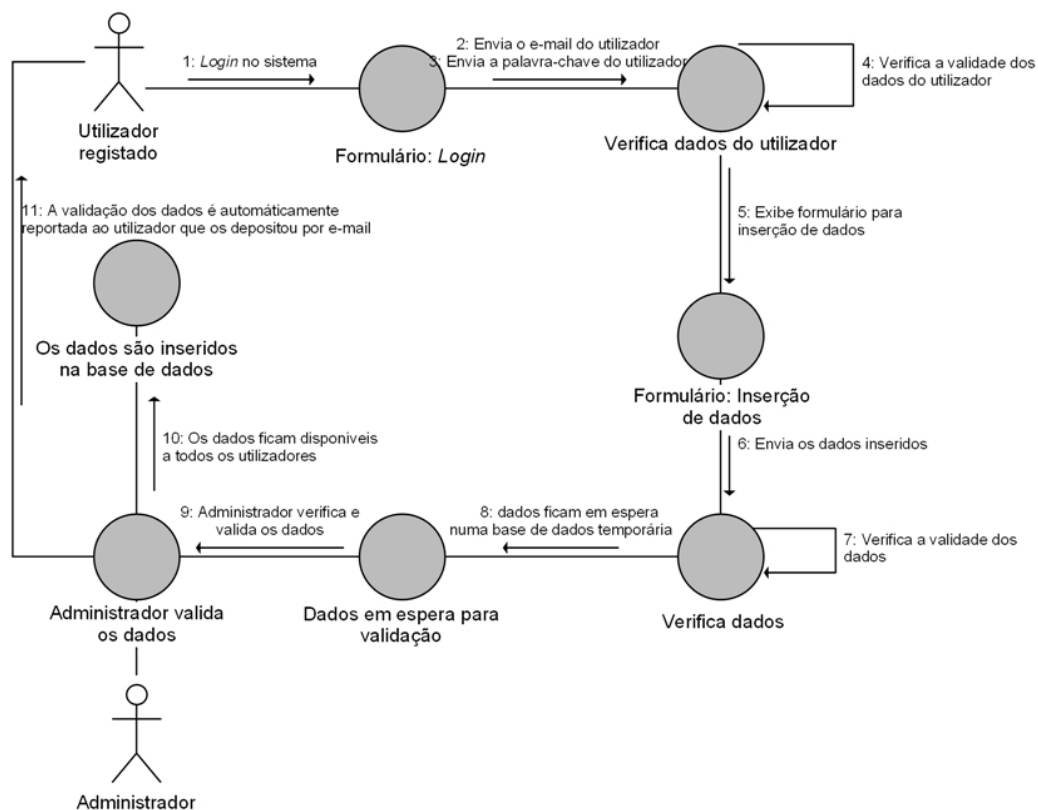 1: Login no sistema
2: Envia o e-mail do utilizador
3: Envia a palavra-chave do utilizador
4: Verifica a validade dos
dados do utilizador
Utilizador
registado
Formulário: Login
Verifica dados do utilizador
11: A validação dos dados é automáticamente
reportada ao utilizador que os depositou por e-mail
5: Exibe formulário para
inserção de dados
Os dados são inseridos
na base de dados
Formulário: Inserção
de dados
10: Os dados ficam disponíveis
a todos os utilizadores
6: Envia os dados inseridos
9: Administrador verifica e
valida os dados
8: dados ficam em espera
numa base de dados temporária
7: Verifica a validade dos
dados
Administrador valida
os dados
Dados em espera para
validação
Verifica dados
Administrador